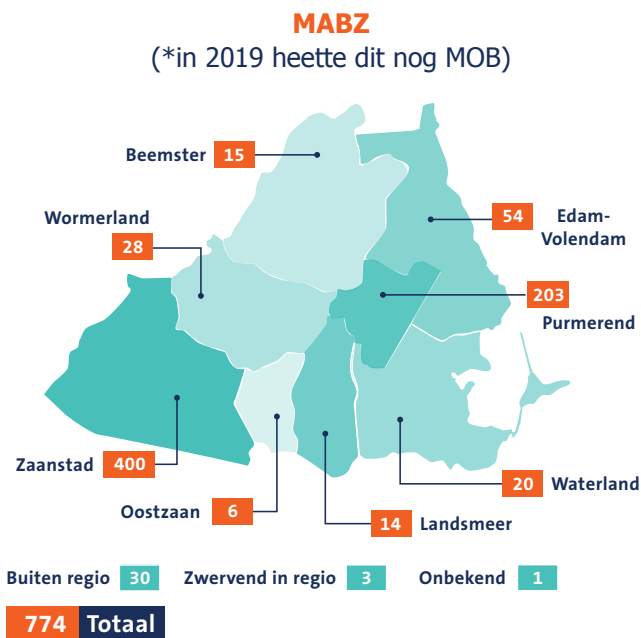 MABZ
(*in 2019 heette dit nog MOB)
Beemster 15
54 Edam-
Volendam
Wormerland
28
203
Purmerend
Zaanstad 400
20 Waterland
Oostzaan 6
14 Landsmeer
Buiten regio 30 Zwervend in regio 3 Onbekend 1
774 Totaal